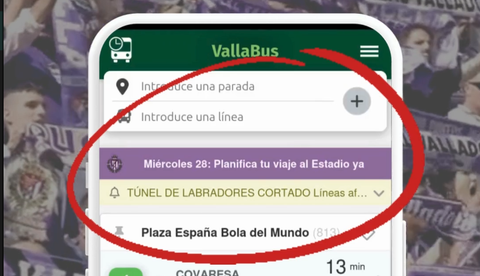 VallaBus
Introduce una parada
Introduce una línea
Miércoles 28: Planifica tu viaje al Estadio ya
TÚNEL DE LABRADORES CORTADO Líneas af...
Plaza España Bola del Mundo (813)
COVARESA
13 min